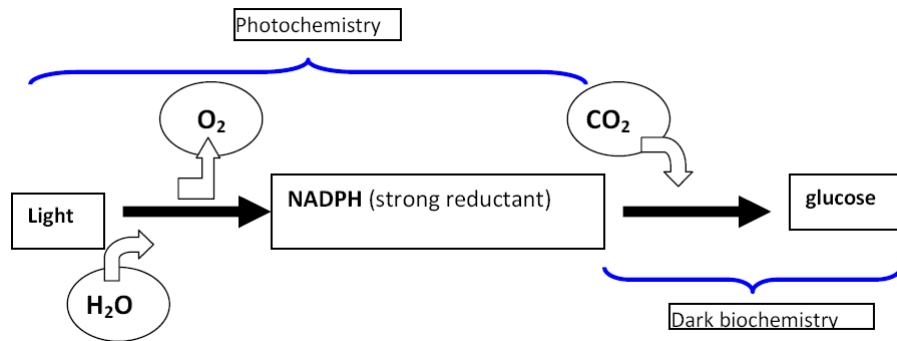 Photochemistry
O₂
CO₂
Light
NADPH (strong reductant)
glucose
H₂O
Dark biochemistry